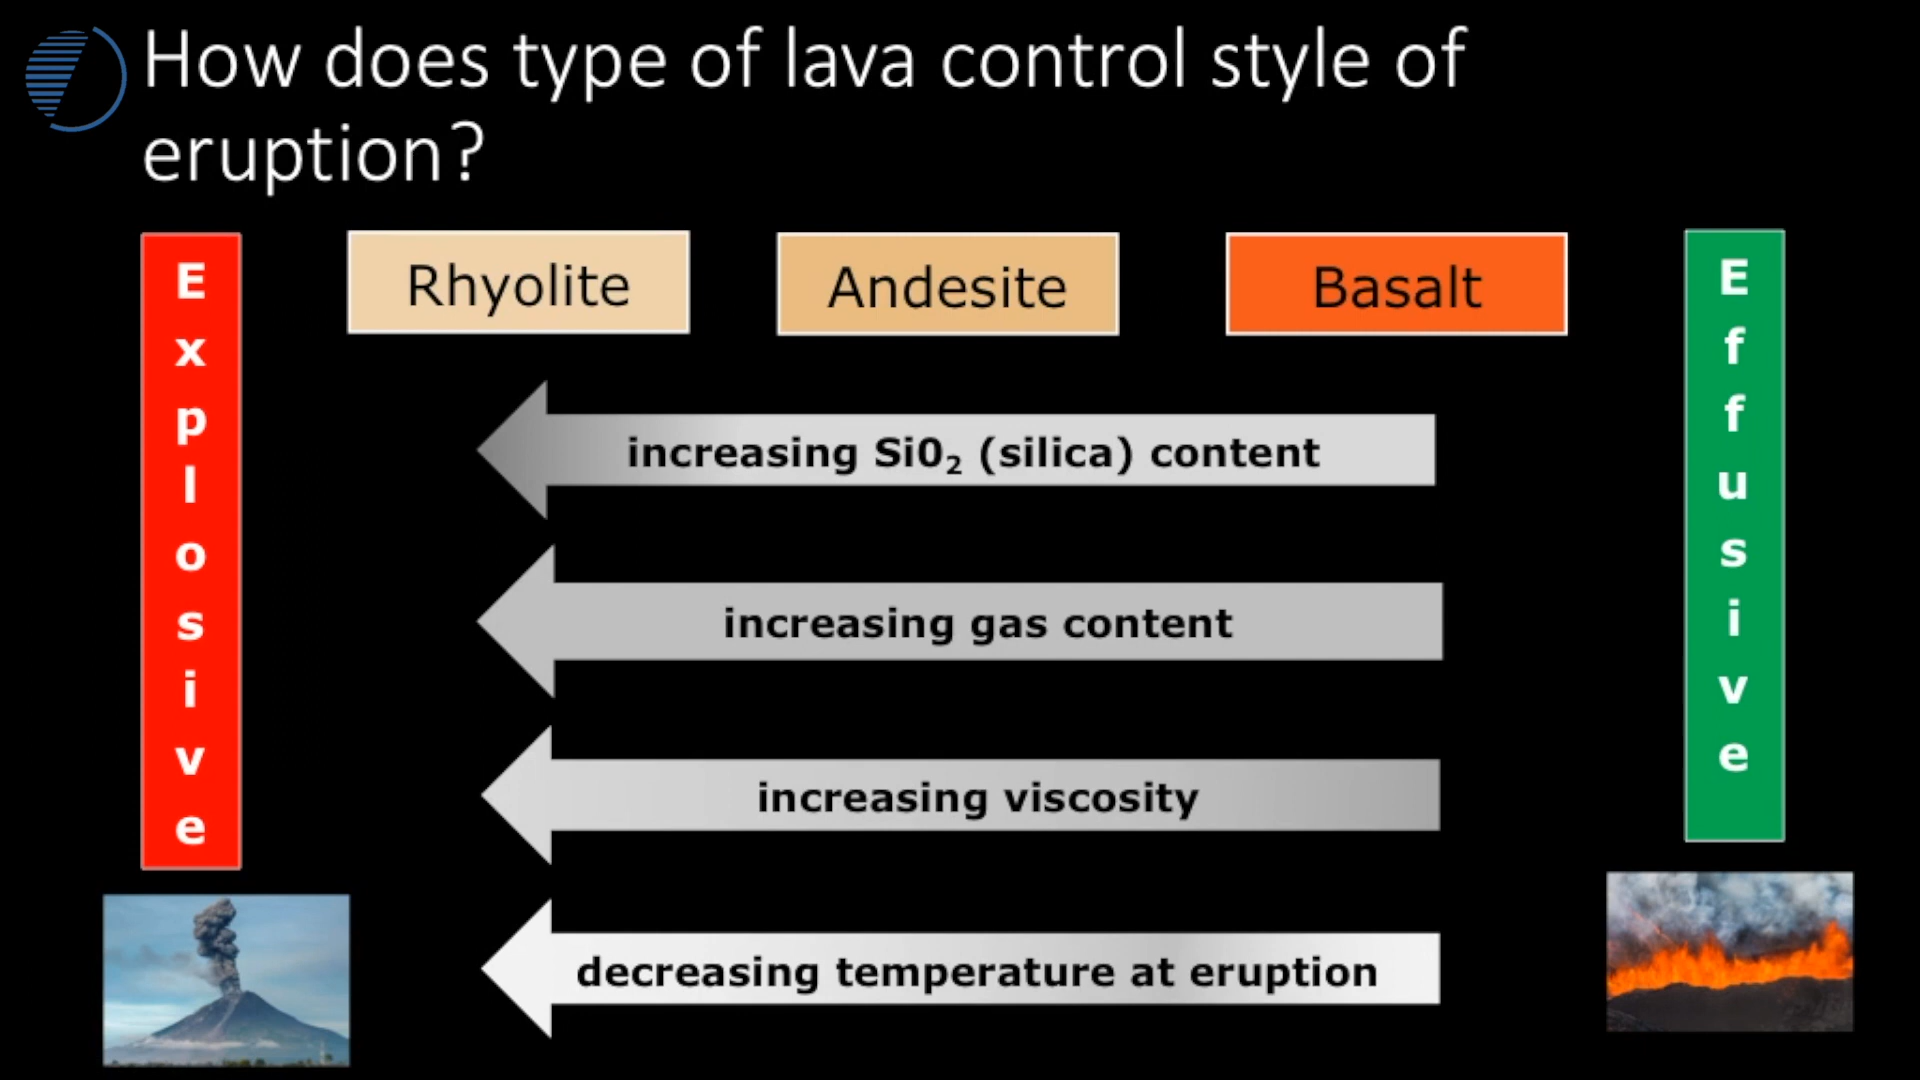 How does type of lava control style of
eruption?
Explosive
Rhyolite
Andesite
Basalt
Effusive
increasing Si0₂ (silica) content
increasing gas content
increasing viscosity
decreasing temperature at eruption